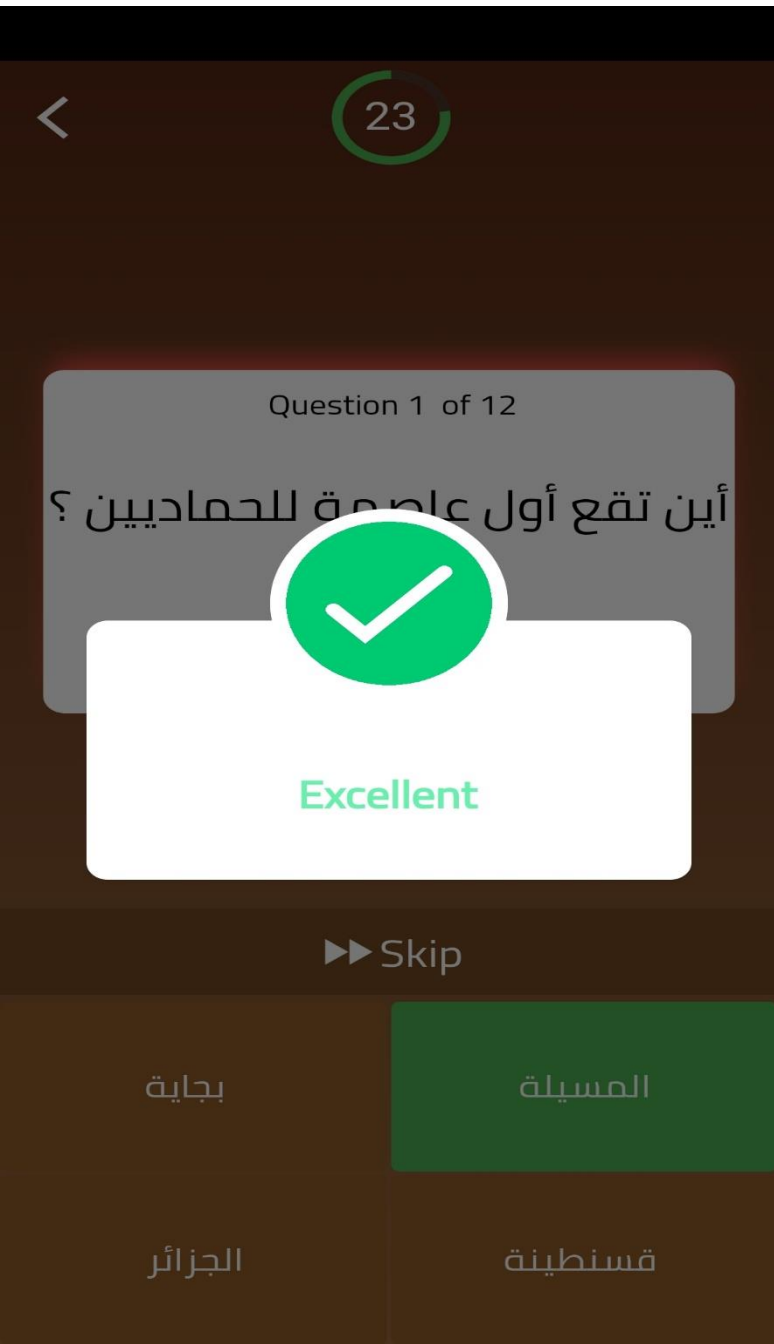 23
Question 1 of 12
أين تقع أول عاصمة للحماديين ؟
Excellent
Skip
المسيلة
بجاية
قسنطينة
الجزائر